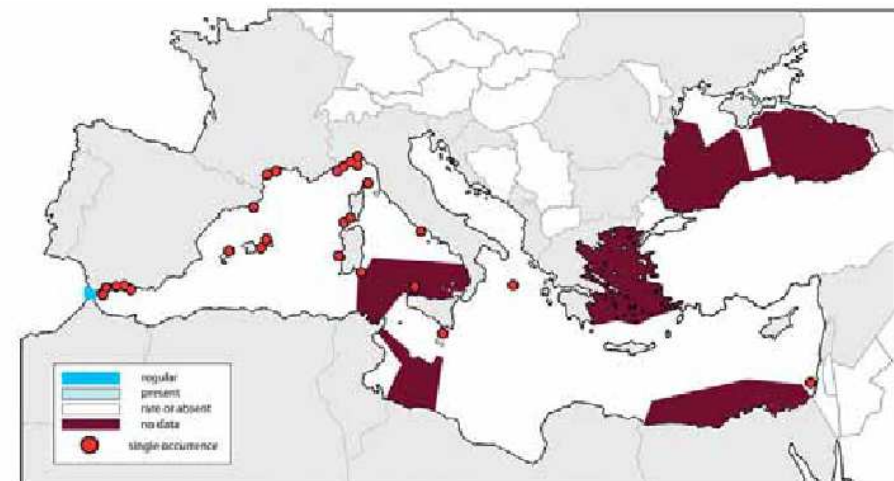 regular
present
rare or absent
no data
single occurrence